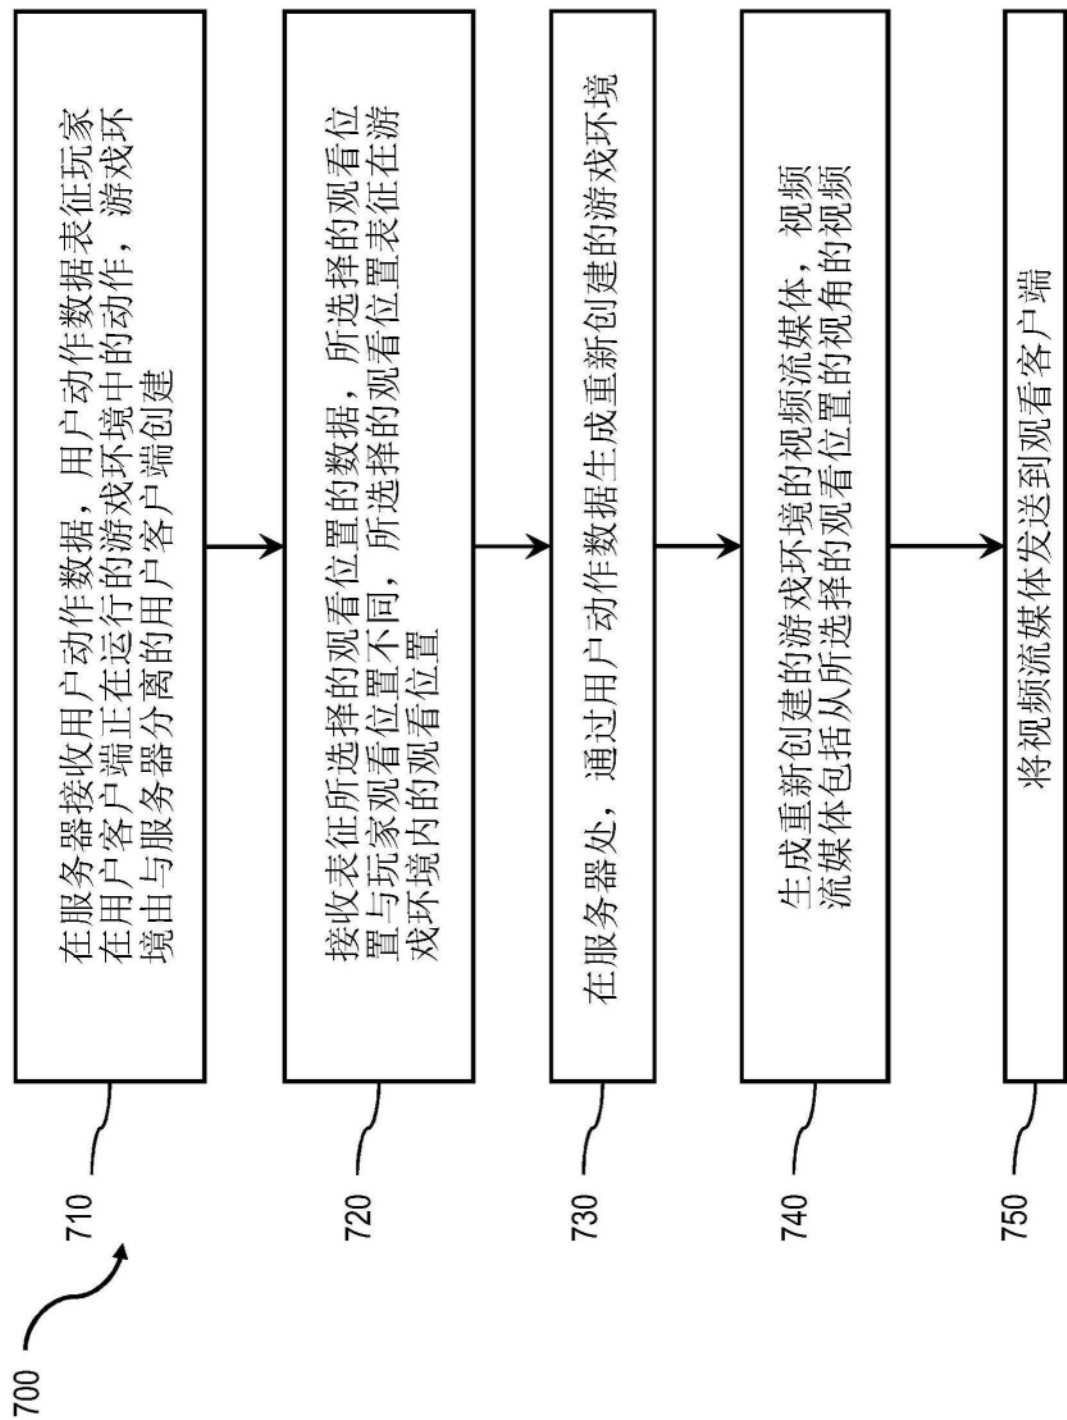 700
710
在服务器接收用户动作数据，用户动作数据表征玩家
在用户客户端正在运行的游戏环境中的动作，游戏环
境由与服务器分离的用户客户端创建
720
接收表征所选择的观看位置的数据，所选择的观看位
置与玩家观看位置不同，所选择的观看位置表征在游
戏环境内的观看位置
730
在服务器处，通过用户动作数据生成重新创建的游戏环境
740
生成重新创建的游戏环境的视频流媒体，视频
流媒体包括从所选择的观看位置的视角的视频
750
将视频流媒体发送到观看客户端